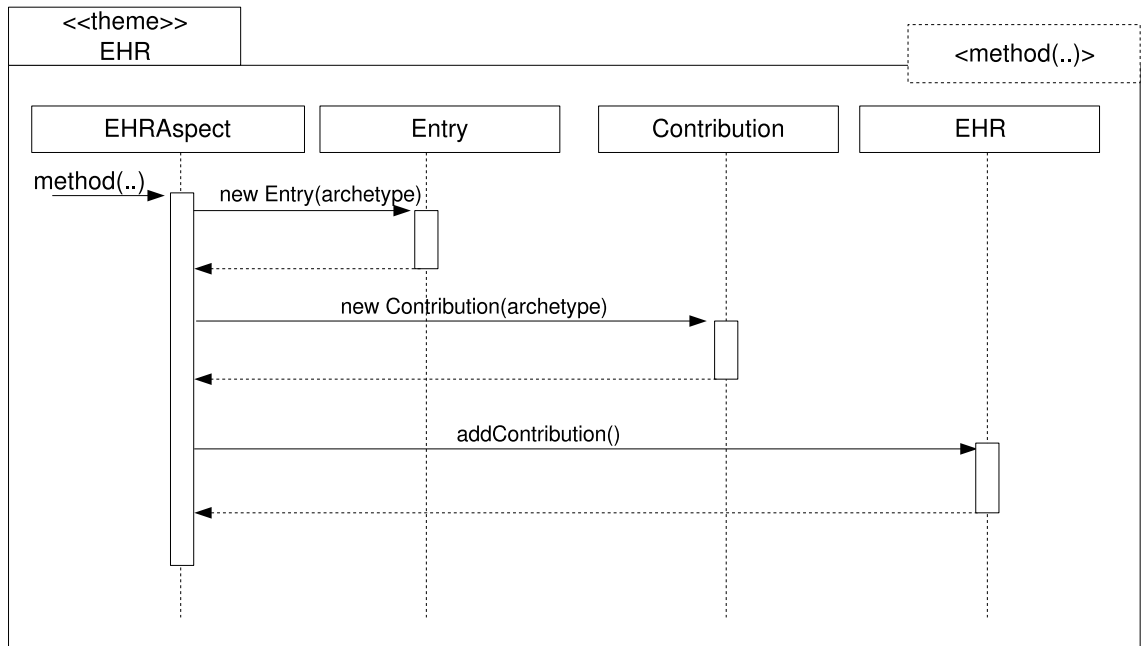 <<theme>>
EHR
<method(..)>
EHRAspect
Entry
Contribution
EHR
method(..)
new Entry(archetype)
new Contribution(archetype)
addContribution()